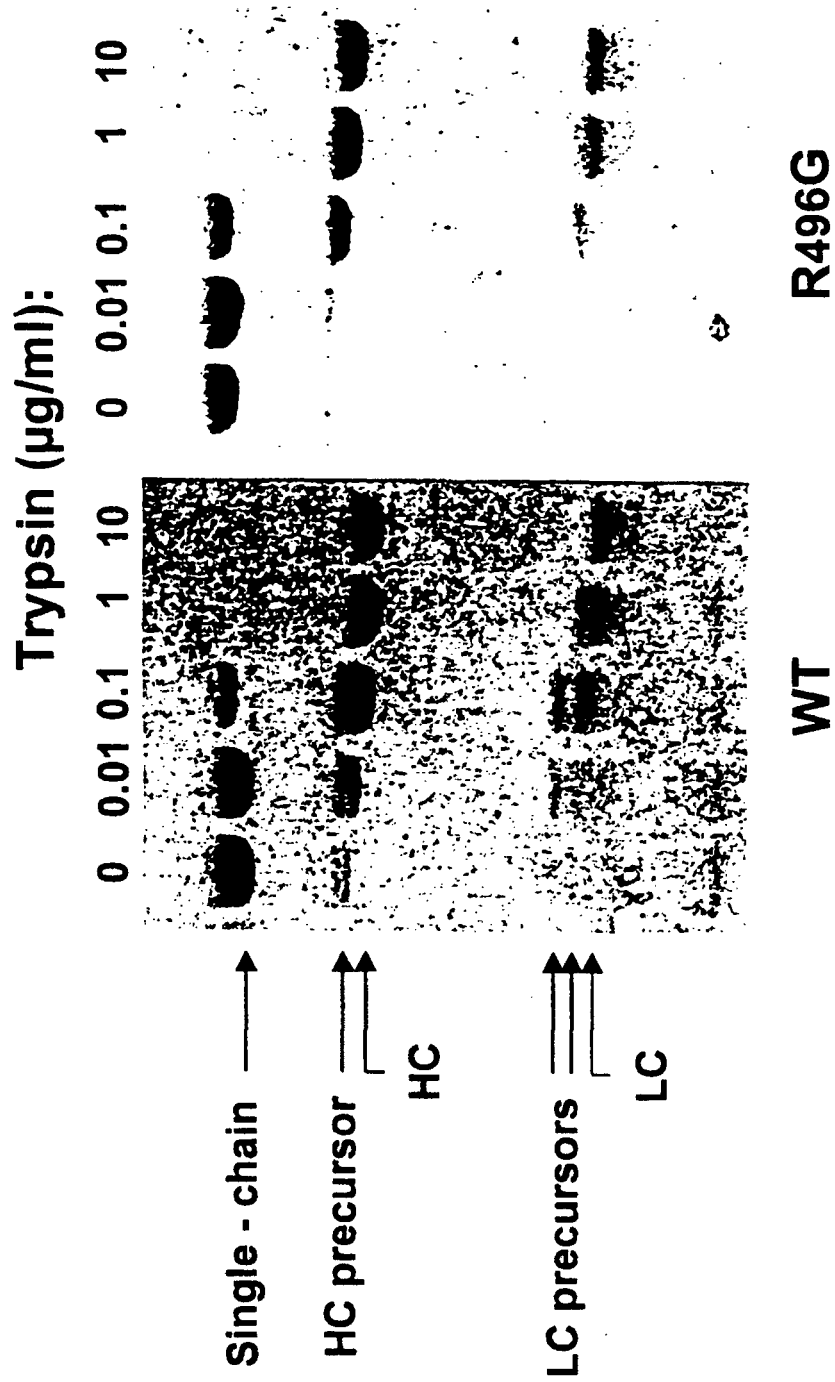 Trypsin (µg/ml):
0 0.01 0.1 1 10 0 0.01 0.1 1 10
Single - chain
HC precursor
HC
LC precursors
LC
WT R496G